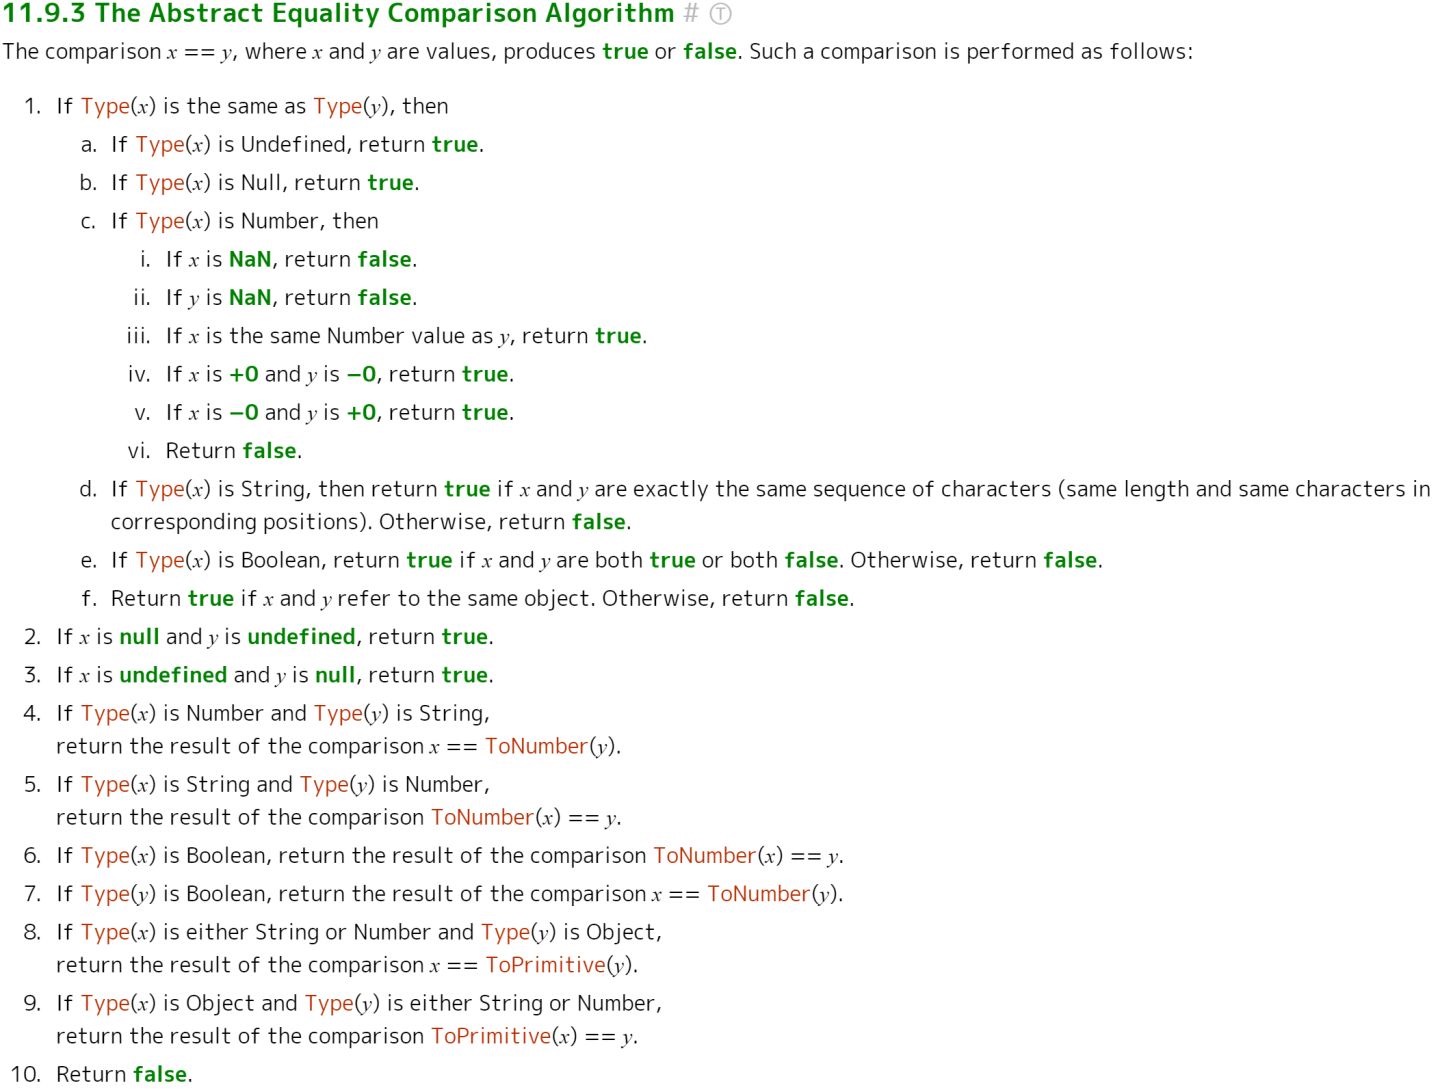 11.9.3 The Abstract Equality Comparison Algorithm # Ⓣ
The comparison x == y, where x and y are values, produces true or false. Such a comparison is performed as follows:
1. If Type(x) is the same as Type(y), then
a. If Type(x) is Undefined, return true.
b. If Type(x) is Null, return true.
c. If Type(x) is Number, then
i. If x is NaN, return false.
ii. If y is NaN, return false.
iii. If x is the same Number value as y, return true.
iv. If x is +0 and y is −0, return true.
v. If x is −0 and y is +0, return true.
vi. Return false.
d. If Type(x) is String, then return true if x and y are exactly the same sequence of characters (same length and same characters in
corresponding positions). Otherwise, return false.
e. If Type(x) is Boolean, return true if x and y are both true or both false. Otherwise, return false.
f. Return true if x and y refer to the same object. Otherwise, return false.
2. If x is null and y is undefined, return true.
3. If x is undefined and y is null, return true.
4. If Type(x) is Number and Type(y) is String,
return the result of the comparison x == ToNumber(y).
5. If Type(x) is String and Type(y) is Number,
return the result of the comparison ToNumber(x) == y.
6. If Type(x) is Boolean, return the result of the comparison ToNumber(x) == y.
7. If Type(y) is Boolean, return the result of the comparison x == ToNumber(y).
8. If Type(x) is either String or Number and Type(y) is Object,
return the result of the comparison x == ToPrimitive(y).
9. If Type(x) is Object and Type(y) is either String or Number,
return the result of the comparison ToPrimitive(x) == y.
10. Return false.